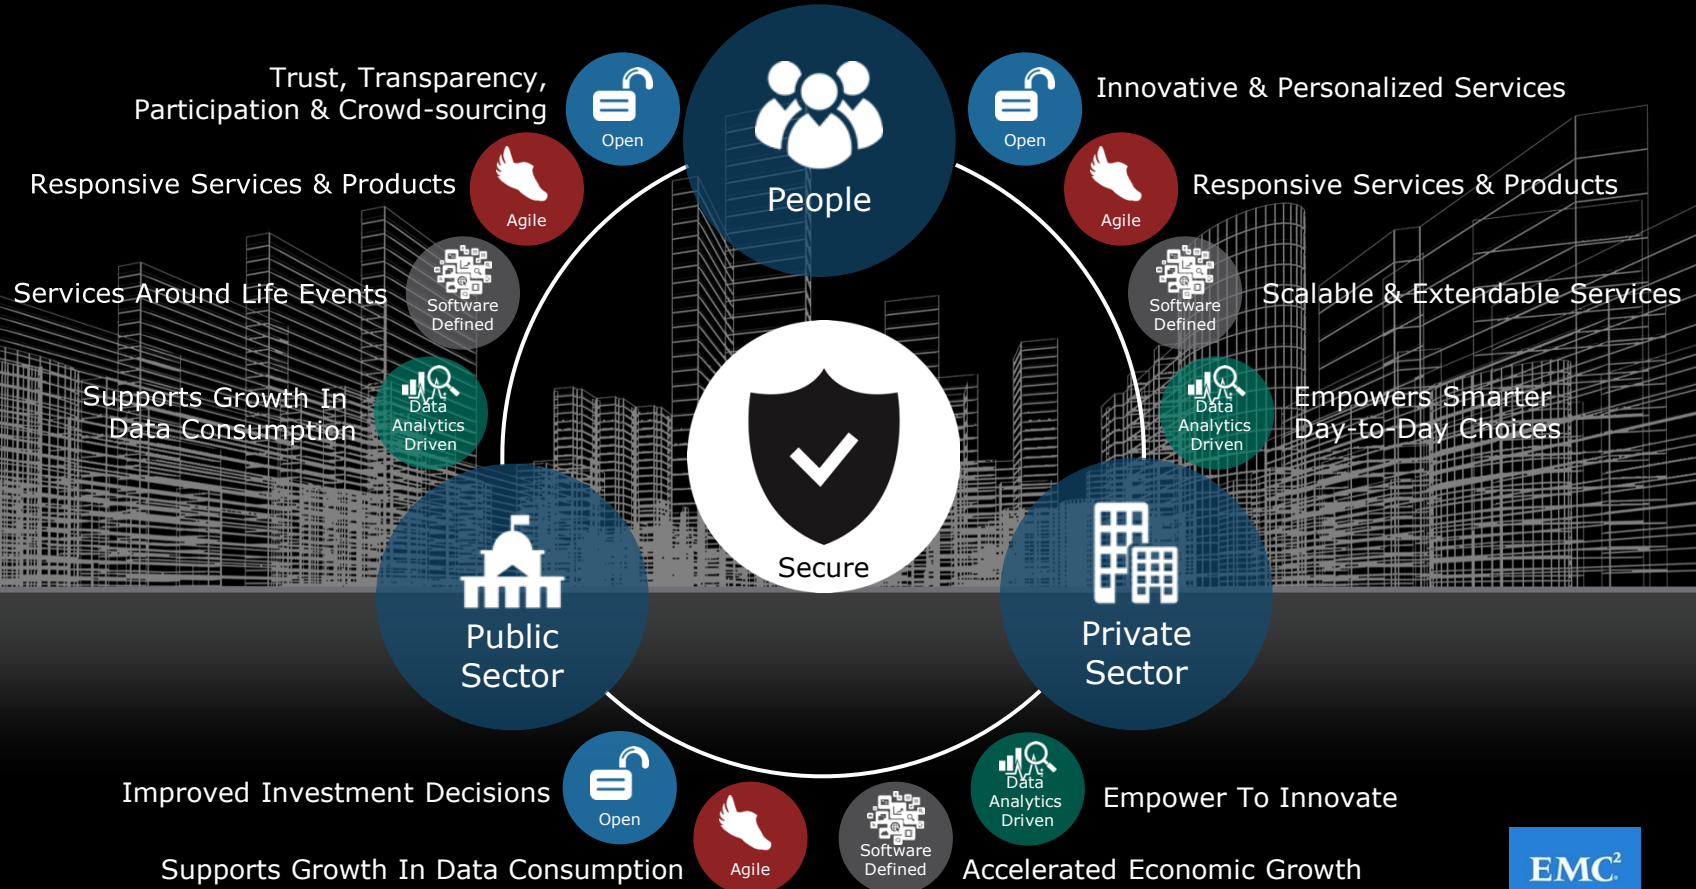 Trust, Transparency,
Participation & Crowd-sourcing
Open
Responsive Services & Products
Agile
Services Around Life Events
Software
Defined
Supports Growth In
Data Consumption
Data
Analytics
Driven
People
Open
Innovative & Personalized Services
Agile
Responsive Services & Products
Software
Defined
Scalable & Extendable Services
Data
Analytics
Driven
Empowers Smarter
Day-to-Day Choices
Secure
Public
Sector
Private
Sector
Improved Investment Decisions
Open
Supports Growth In Data Consumption
Agile
Software
Defined
Accelerated Economic Growth
Data
Analytics
Driven
Empower To Innovate
EMC²